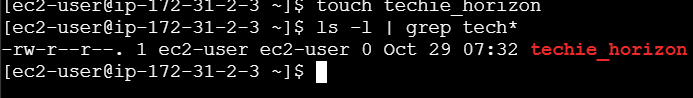 [ec2-user@ip-172-31-2-3 ~]$ touch techie_horizon
[ec2-user@ip-172-31-2-3 ~]$ ls -l | grep tech*
-rw-r--r--. 1 ec2-user ec2-user 0 Oct 29 07:32 techie_horizon
[ec2-user@ip-172-31-2-3 ~]$